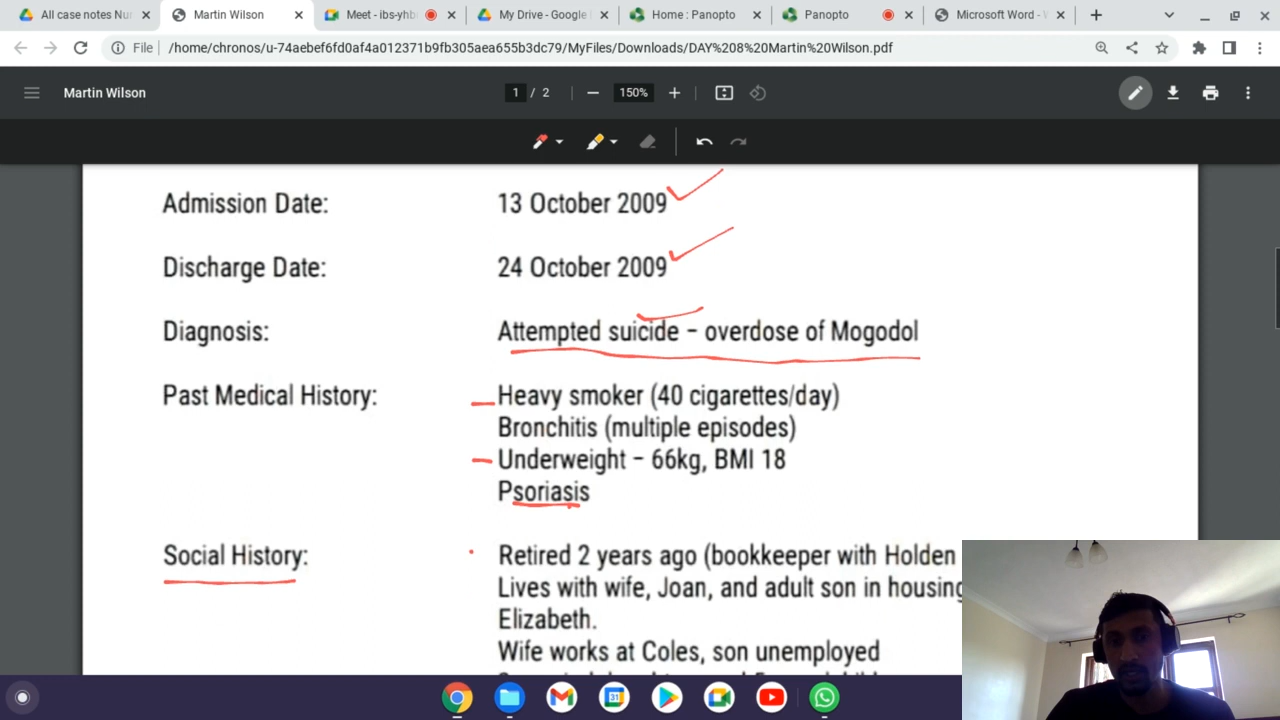 All case notes Nu
Martin Wilson
Meet - ibs-yhb
My Drive - Google
Home : Panopto
Panopto
Microsoft Word - W
File /home/chronos/u-74aebef6fd0af4a012371b9fb305aea655b3dc79/MyFiles/Downloads/DAY%208%20Martin%20Wilson.pdf
Martin Wilson
1 / 2
150%
Admission Date: 13 October 2009
Discharge Date: 24 October 2009
Diagnosis: Attempted suicide – overdose of Mogodol
Past Medical History: Heavy smoker (40 cigarettes/day)
Bronchitis (multiple episodes)
Underweight – 66kg, BMI 18
Psoriasis
Social History: Retired 2 years ago (bookkeeper with Holden
Lives with wife, Joan, and adult son in housing
Elizabeth.
Wife works at Coles, son unemployed
31